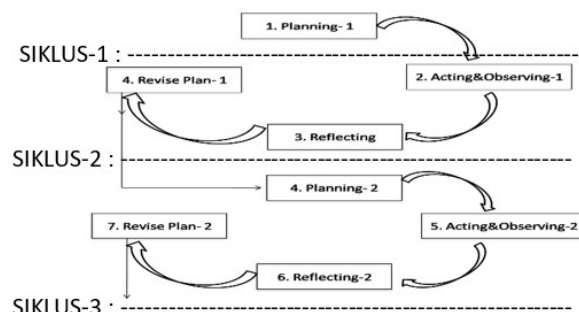 1. Planning- 1
SIKLUS-1 :
4. Revise Plan- 1
2. Acting&Observing-1
3. Reflecting
SIKLUS-2 :
4. Planning- 2
7. Revise Plan- 2
5. Acting&Observing-2
6. Reflecting-2
SIKLUS-3 :